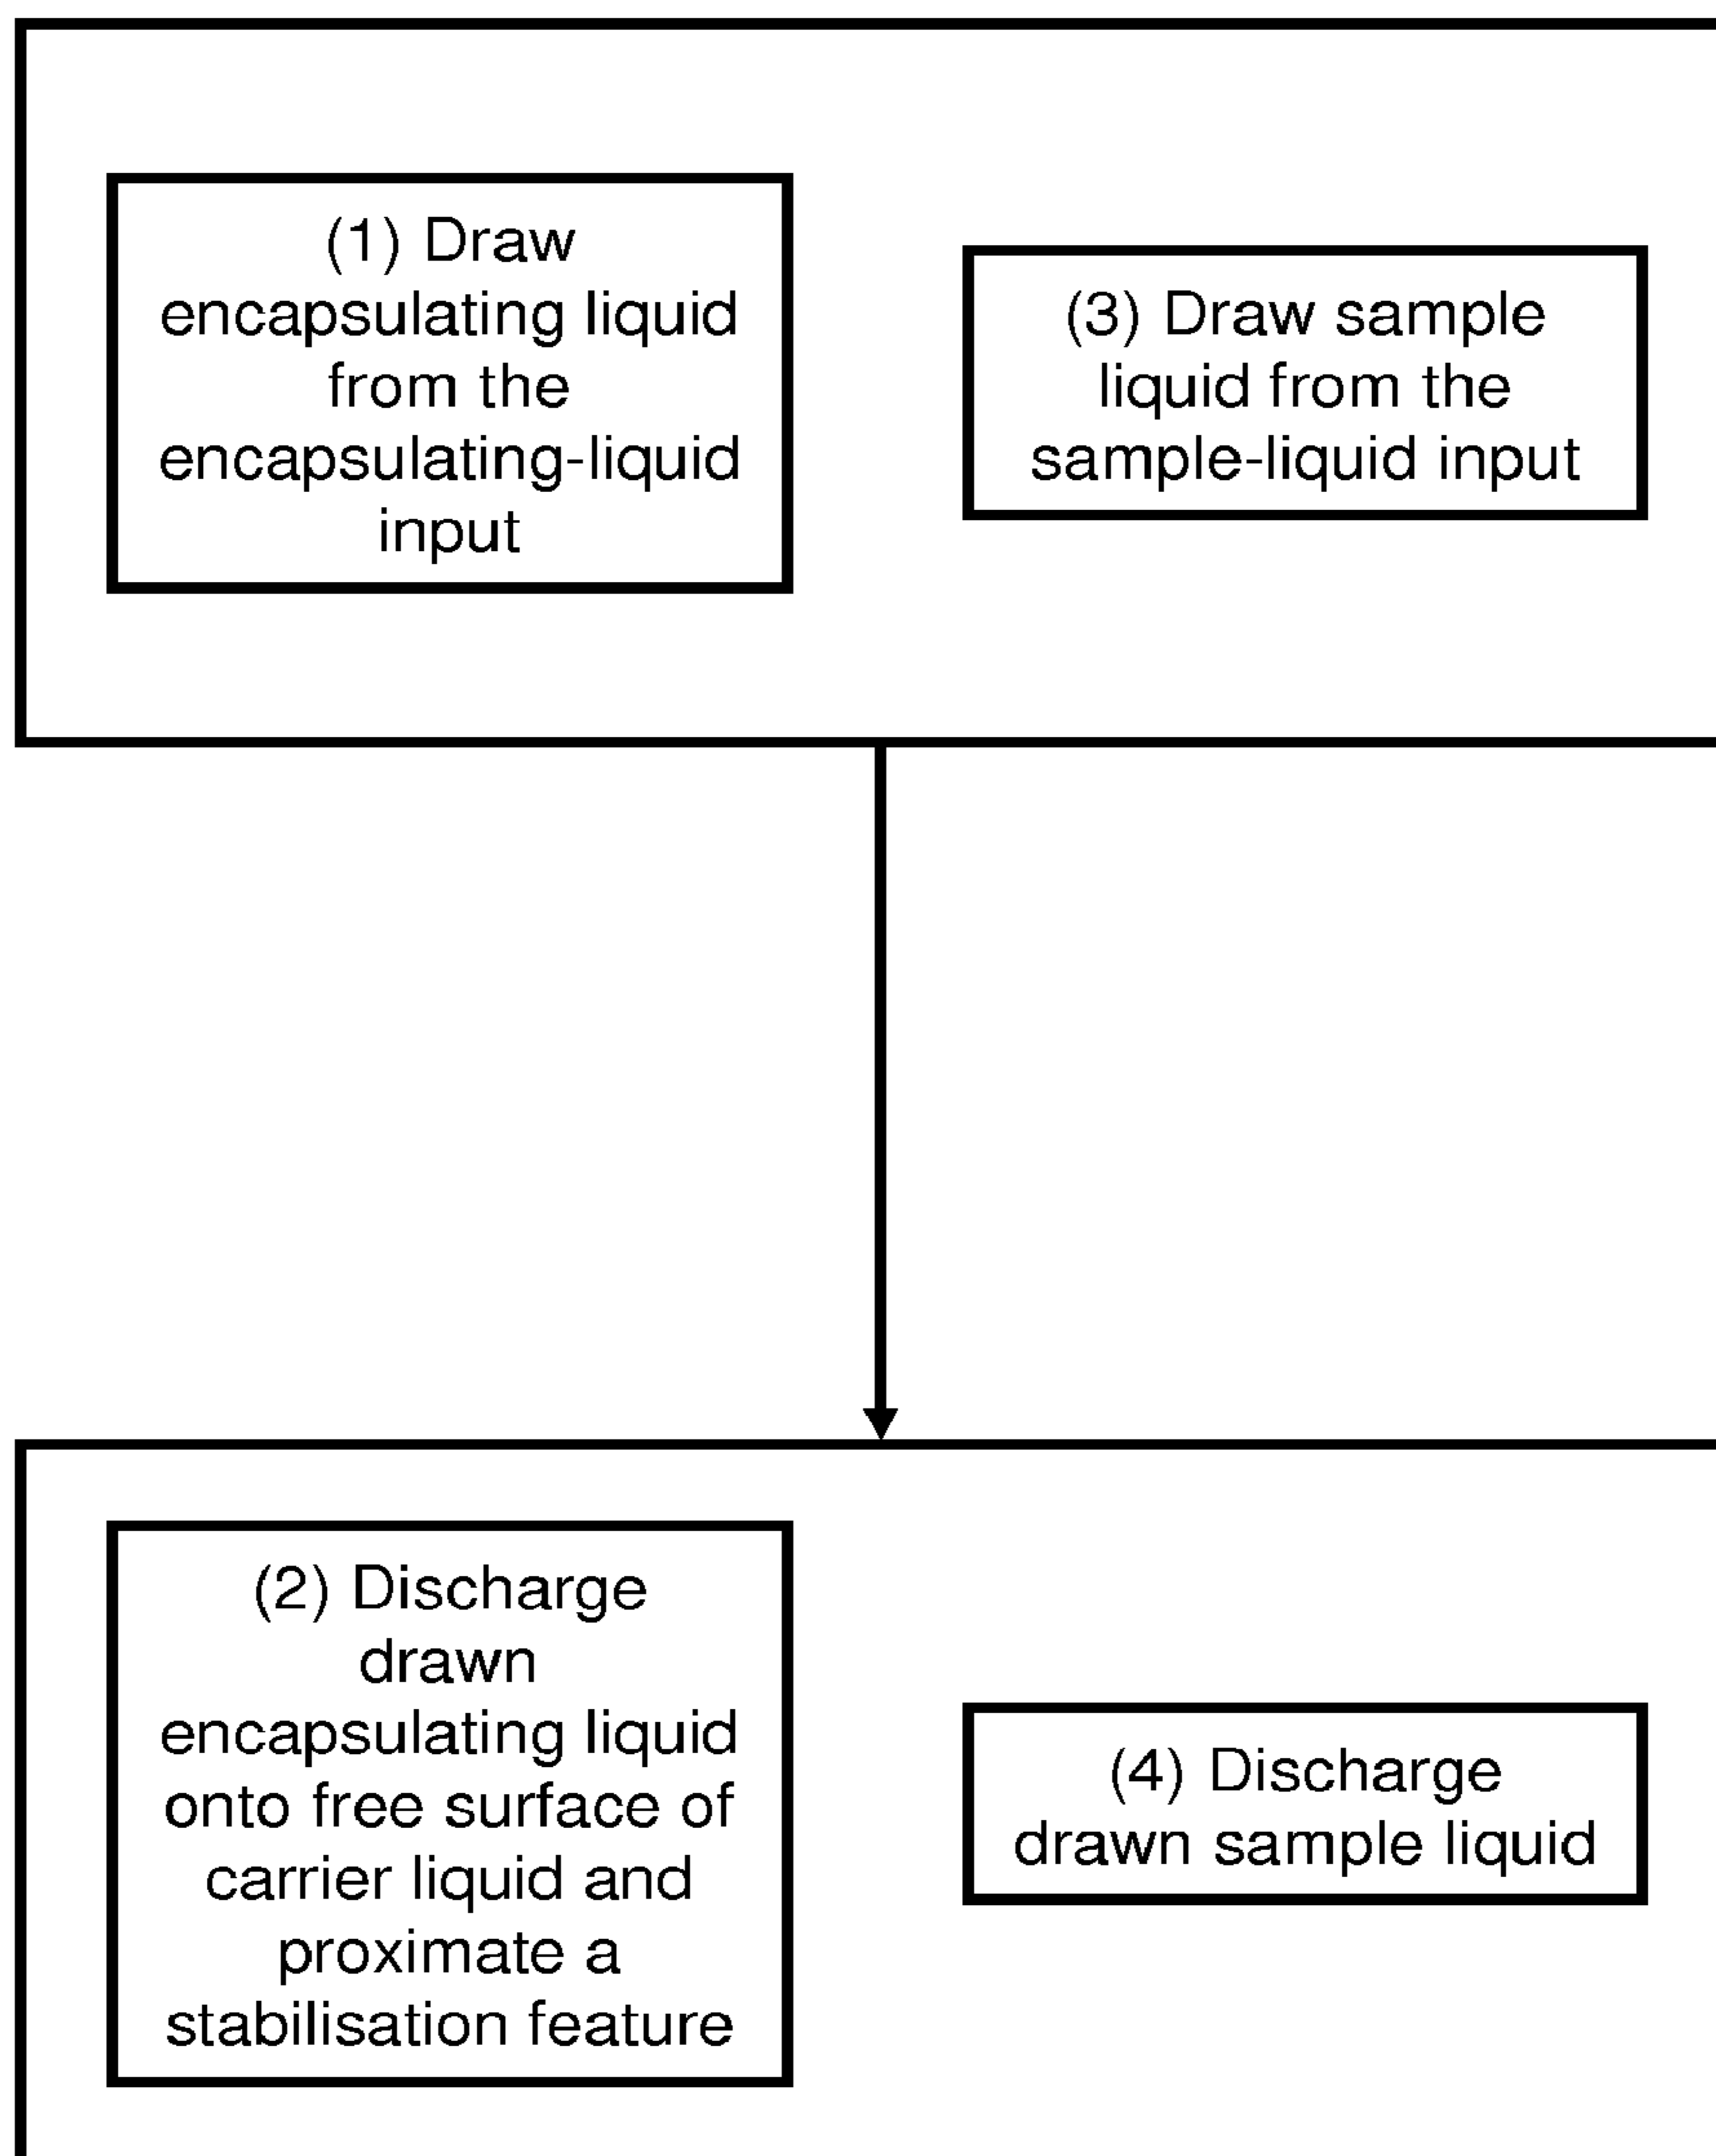 (1) Draw
encapsulating liquid
from the
encapsulating-liquid
input
(3) Draw sample
liquid from the
sample-liquid input
(2) Discharge
drawn
encapsulating liquid
onto free surface of
carrier liquid and
proximate a
stabilisation feature
(4) Discharge
drawn sample liquid